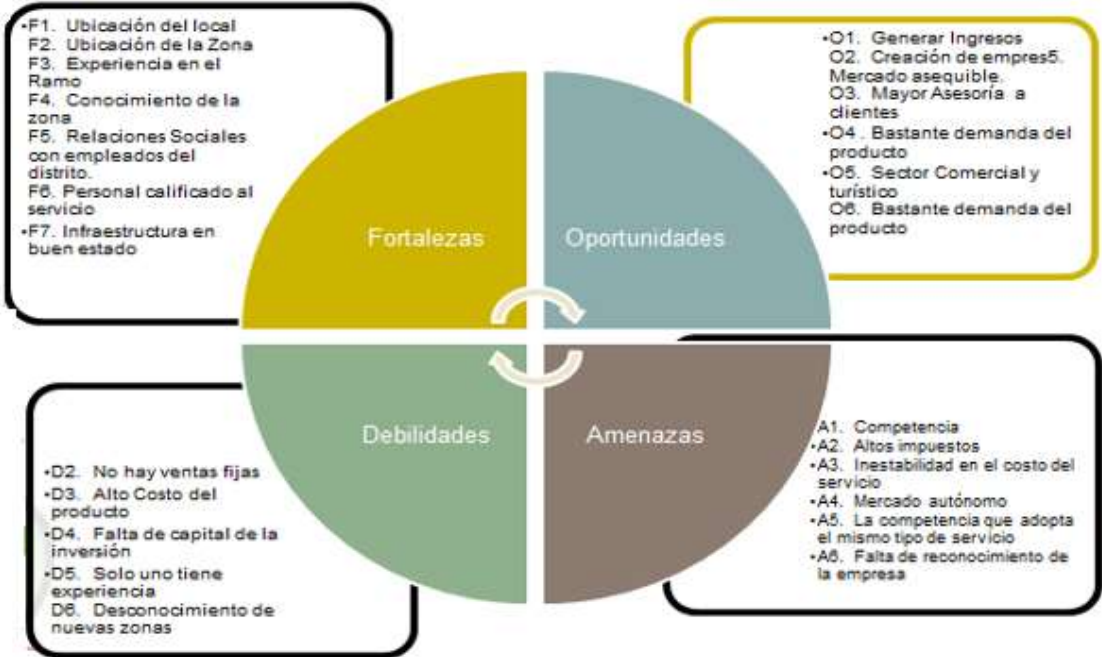 •F1. Ubicación del local
F2. Ubicación de la Zona
F3. Experiencia en el
Ramo
F4. Conocimiento de la
zona
F5. Relaciones Sociales
con empleados del
distrito.
F6. Personal calificado al
servicio
•F7. Infraestructura en
buen estado
•O1. Generar Ingresos
O2. Creación de empres5.
Mercado asequible.
O3. Mayor Asesoría a
clientes
•O4 . Bastante demanda del
producto
•O5. Sector Comercial y
turístico
O6. Bastante demanda del
producto
Fortalezas
Oportunidades
Debilidades
Amenazas
•D2. No hay ventas fijas
•D3. Alto Costo del
producto
•D4. Falta de capital de la
inversión
•D5. Solo uno tiene
experiencia
D6. Desconocimiento de
nuevas zonas
•A1. Competencia
•A2. Altos impuestos
•A3. Inestabilidad en el costo del
servicio
•A4. Mercado autónomo
•A5. La competencia que adopta
el mismo tipo de servicio
•A6. Falta de reconocimiento de
la empresa